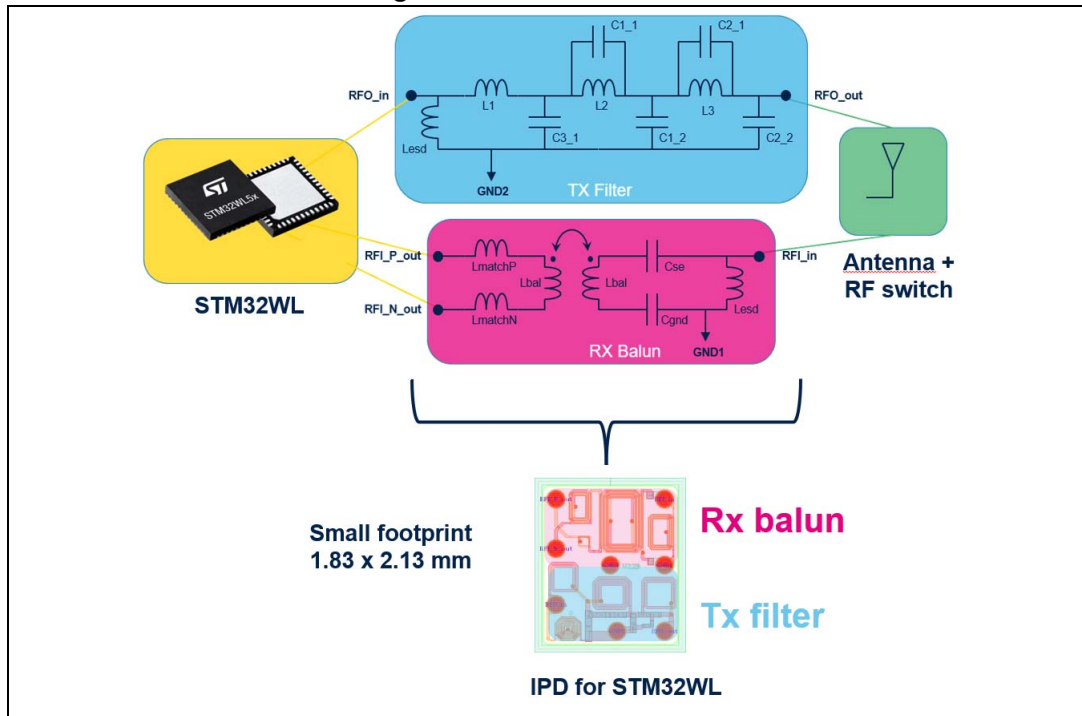 C1_1
C2_1
RFO_in
RFO_out
L1
L2
L3
Lesd
C3_1
C1_2
C2_2
GND2
TX Filter
ST
STM32WL5x
STM32WL
RFI_P_out
LmatchP
Cse
RFI_in
Lbal
Lbal
RFI_N_out
LmatchN
Cgnd
Lesd
RX Balun
GND1
Antenna +
RF switch
Small footprint
1.83 x 2.13 mm
Rx balun
Tx filter
IPD for STM32WL